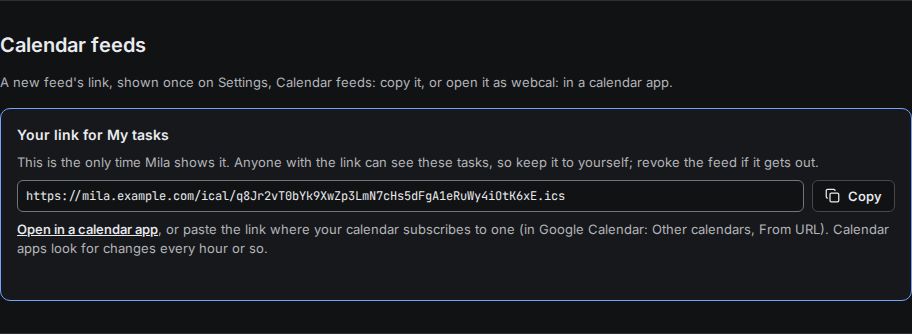 Calendar feeds
A new feed's link, shown once on Settings, Calendar feeds: copy it, or open it as webcal: in a calendar app.
Your link for My tasks
This is the only time Mila shows it. Anyone with the link can see these tasks, so keep it to yourself; revoke the feed if it gets out.
https://mila.example.com/ical/q8Jr2vT0bYk9XwZp3LmN7cHs5dFgA1eRuWy4iOtK6xE.ics
Copy
Open in a calendar app, or paste the link where your calendar subscribes to one (in Google Calendar: Other calendars, From URL). Calendar
apps look for changes every hour or so.